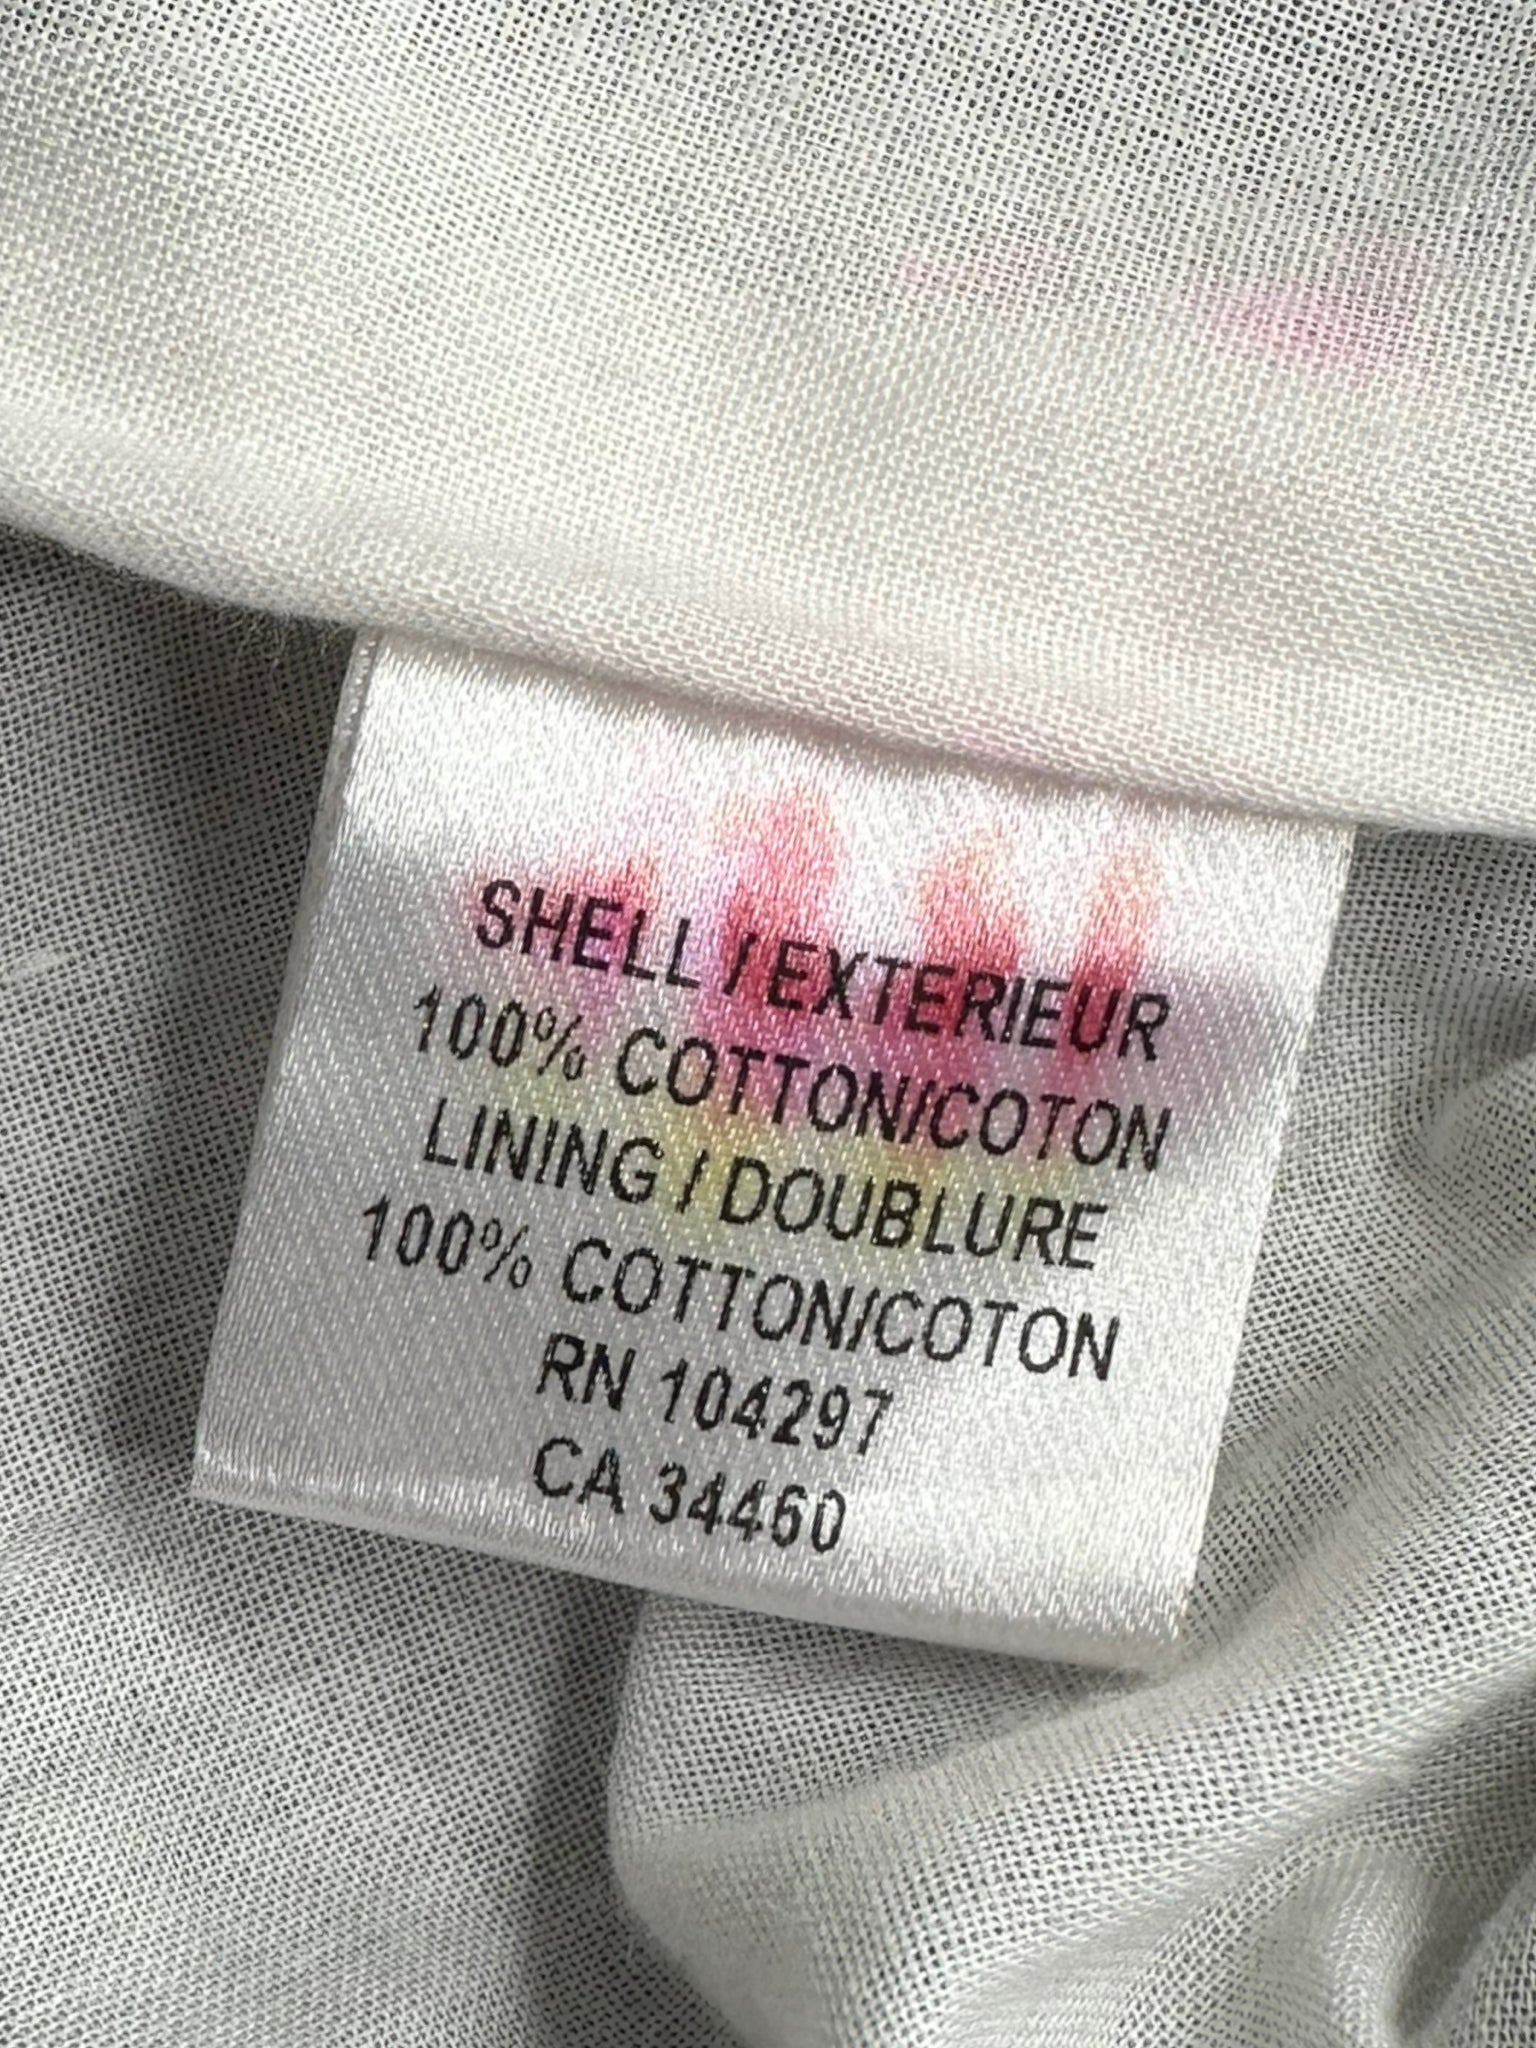 SHELL / EXTERIEUR
100% COTTON/COTON
LINING / DOUBLURE
100% COTTON/COTON
RN 104297
CA 34460